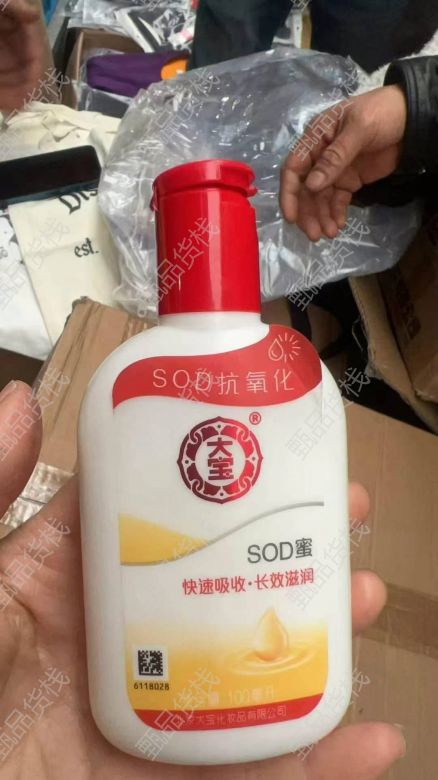 Dis
est.
SOD抗氧化
®
大宝
SOD蜜
快速吸收·长效滋润
6118028
100毫升
大宝化妆品有限公司
甄品货栈